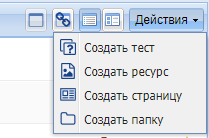 Действия
Создать тест
Создать ресурс
Создать страницу
Создать папку